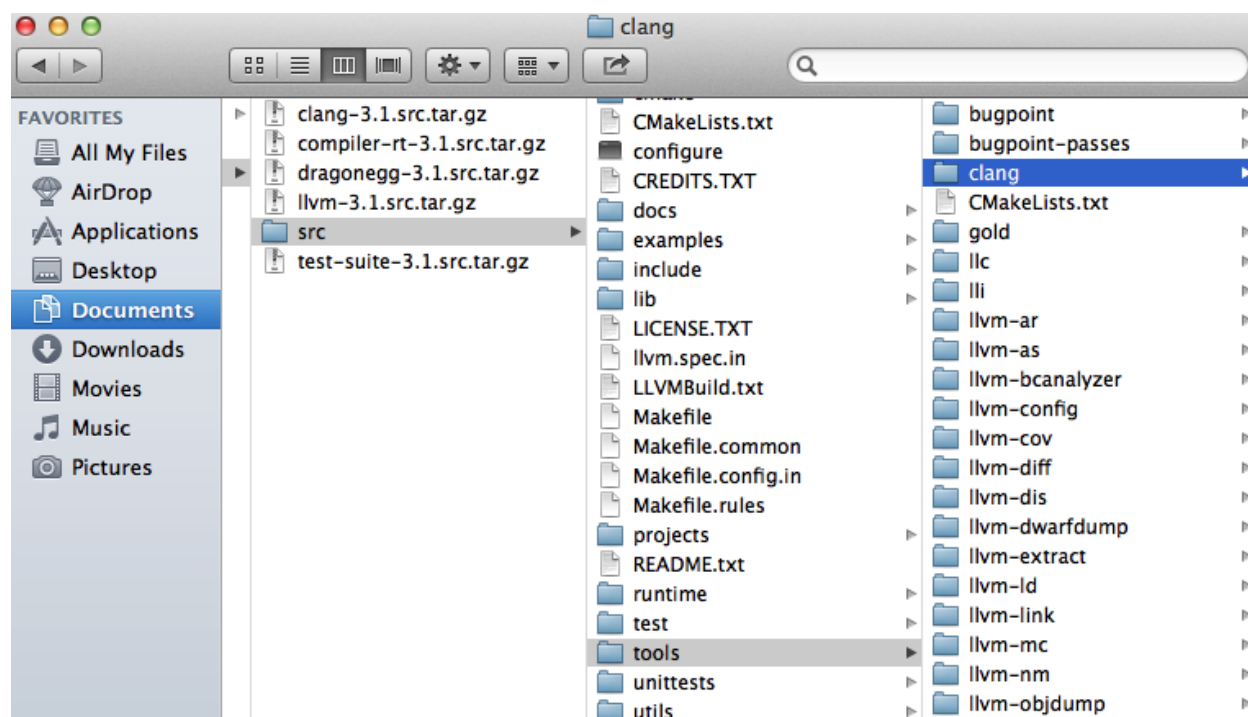 clang
FAVORITES
All My Files
AirDrop
Applications
Desktop
Documents
Downloads
Movies
Music
Pictures
clang-3.1.src.tar.gz
compiler-rt-3.1.src.tar.gz
dragonegg-3.1.src.tar.gz
llvm-3.1.src.tar.gz
src
test-suite-3.1.src.tar.gz
CMakeLists.txt
configure
CREDITS.TXT
docs
examples
include
lib
LICENSE.TXT
llvm.spec.in
LLVMBuild.txt
Makefile
Makefile.common
Makefile.config.in
Makefile.rules
projects
README.txt
runtime
test
tools
unittests
utils
bugpoint
bugpoint-passes
clang
CMakeLists.txt
gold
llc
lli
llvm-ar
llvm-as
llvm-bcanalyzer
llvm-config
llvm-cov
llvm-diff
llvm-dis
llvm-dwarfdump
llvm-extract
llvm-ld
llvm-link
llvm-mc
llvm-nm
llvm-objdump